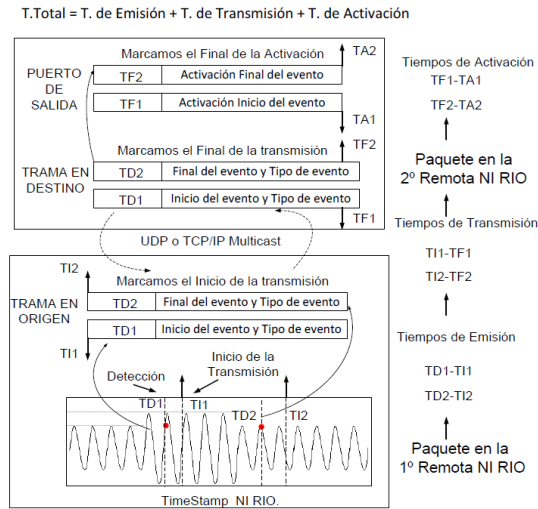 T.Total = T. de Emisión + T. de Transmisión + T. de Activación
Marcamos el Final de la Activación
TA2
PUERTO DE SALIDA
TF2 Activación Final del evento
TF1 Activación Inicio del evento
TA1
Marcamos el Final de la transmisión
TF2
TRAMA EN DESTINO
TD2 Final del evento y Tipo de evento
TD1 Inicio del evento y Tipo de evento
TF1
UDP o TCP/IP Multicast
TI2
Marcamos el Inicio de la transmisión
TRAMA EN ORIGEN
TD2 Final del evento y Tipo de evento
TD1 Inicio del evento y Tipo de evento
TI1
Detección
Inicio de la
Transmisión
TD1
TI1
TD2
TI2
TimeStamp NI RIO.
Tiempos de Activación
TF1-TA1
TF2-TA2
Paquete en la
2º Remota NI RIO
Tiempos de Transmisión
TI1-TF1
TI2-TF2
Tiempos de Emisión
TD1-TI1
TD2-TI2
Paquete en la
1º Remota NI RIO